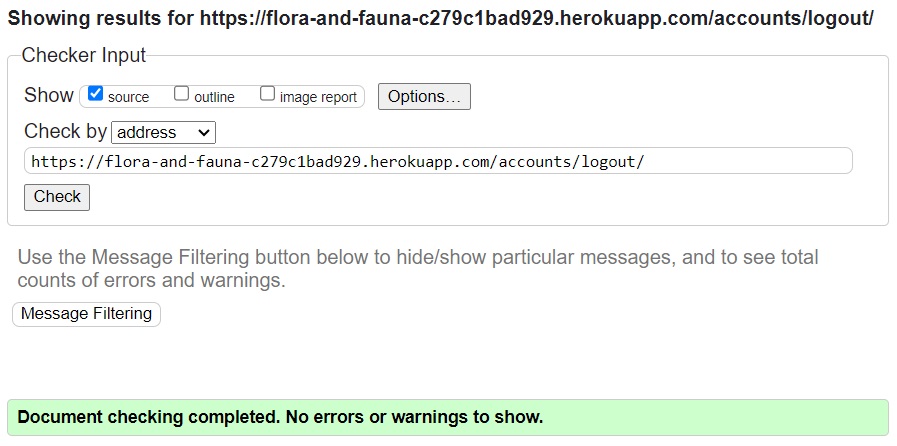 Showing results for https://flora-and-fauna-c279c1bad929.herokuapp.com/accounts/logout/
Checker Input
Show source outline image report Options...
Check by address
https://flora-and-fauna-c279c1bad929.herokuapp.com/accounts/logout/
Check
Use the Message Filtering button below to hide/show particular messages, and to see total
counts of errors and warnings.
Message Filtering
Document checking completed. No errors or warnings to show.